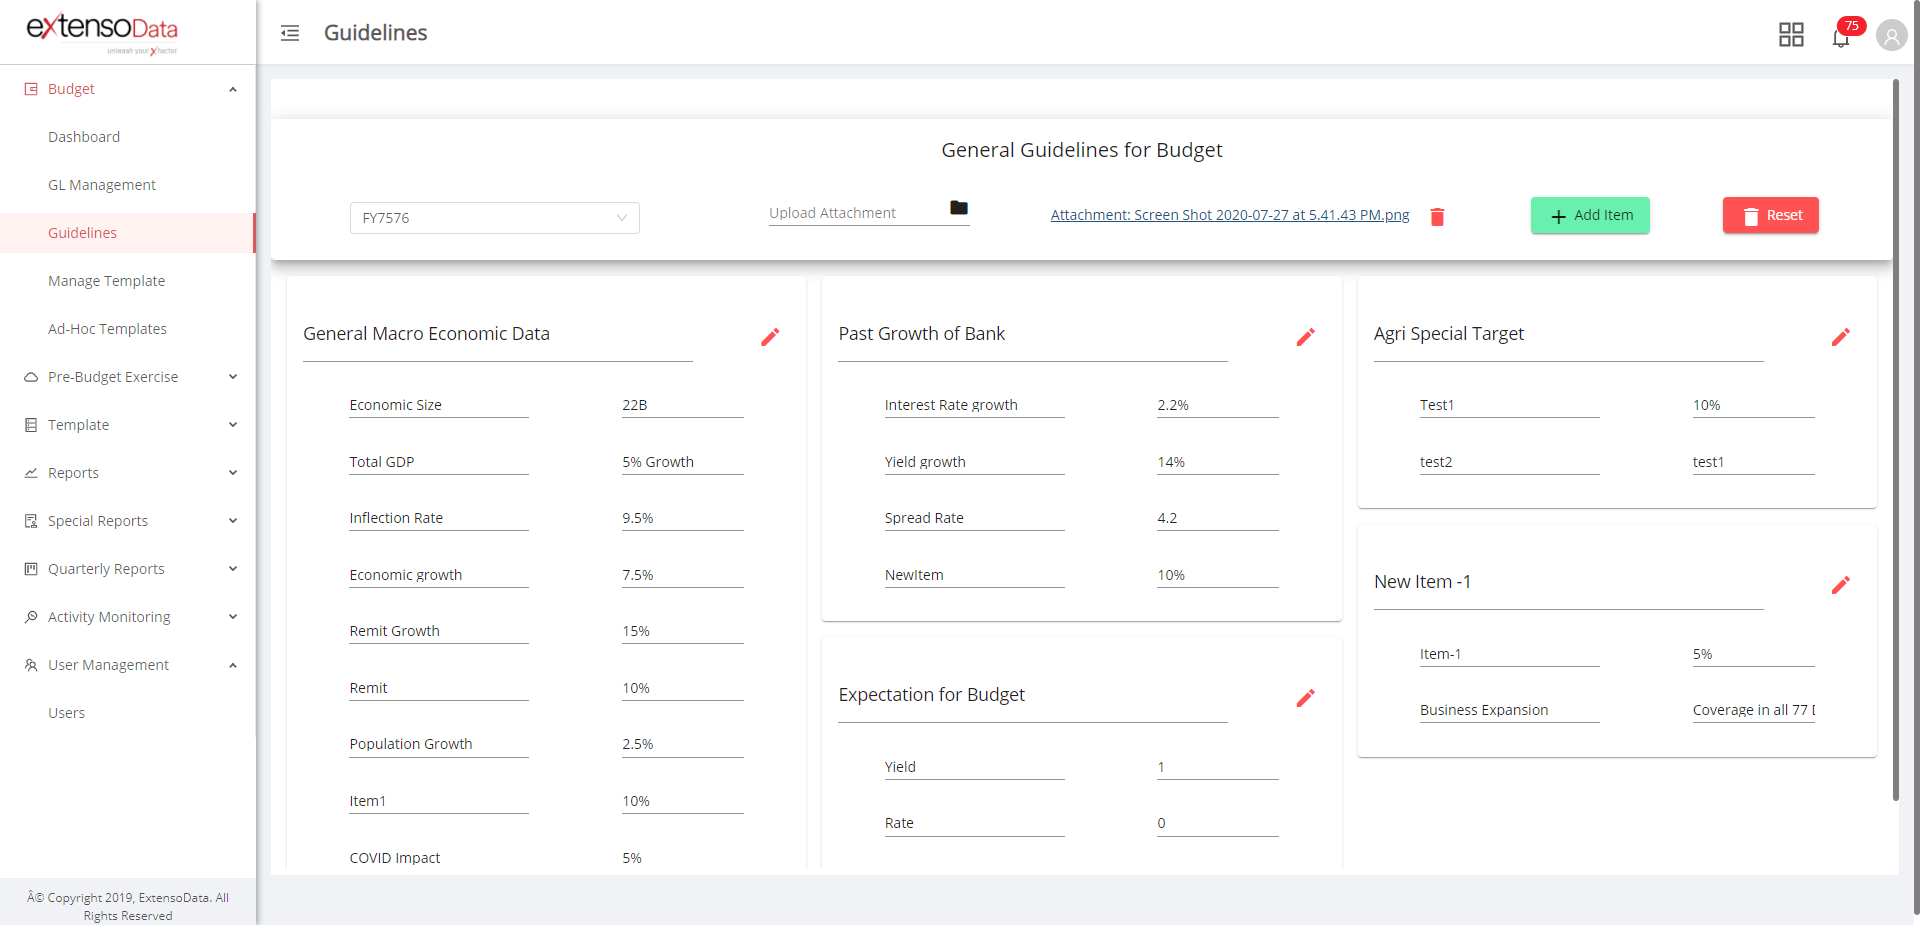 extensoData
unleash your Xfactor
Guidelines
75
Budget
Dashboard
GL Management
Guidelines
Manage Template
Ad-Hoc Templates
Pre-Budget Exercise
Template
Reports
Special Reports
Quarterly Reports
Activity Monitoring
User Management
Users
Â© Copyright 2019, ExtensoData. All
Rights Reserved
General Guidelines for Budget
FY7576
Upload Attachment
Attachment: Screen Shot 2020-07-27 at 5.41.43 PM.png
Add Item
Reset
General Macro Economic Data
Economic Size 22B
Total GDP 5% Growth
Inflection Rate 9.5%
Economic growth 7.5%
Remit Growth 15%
Remit 10%
Population Growth 2.5%
Item1 10%
COVID Impact 5%
Past Growth of Bank
Interest Rate growth 2.2%
Yield growth 14%
Spread Rate 4.2
NewItem 10%
Expectation for Budget
Yield 1
Rate 0
Agri Special Target
Test1 10%
test2 test1
New Item -1
Item-1 5%
Business Expansion Coverage in all 77